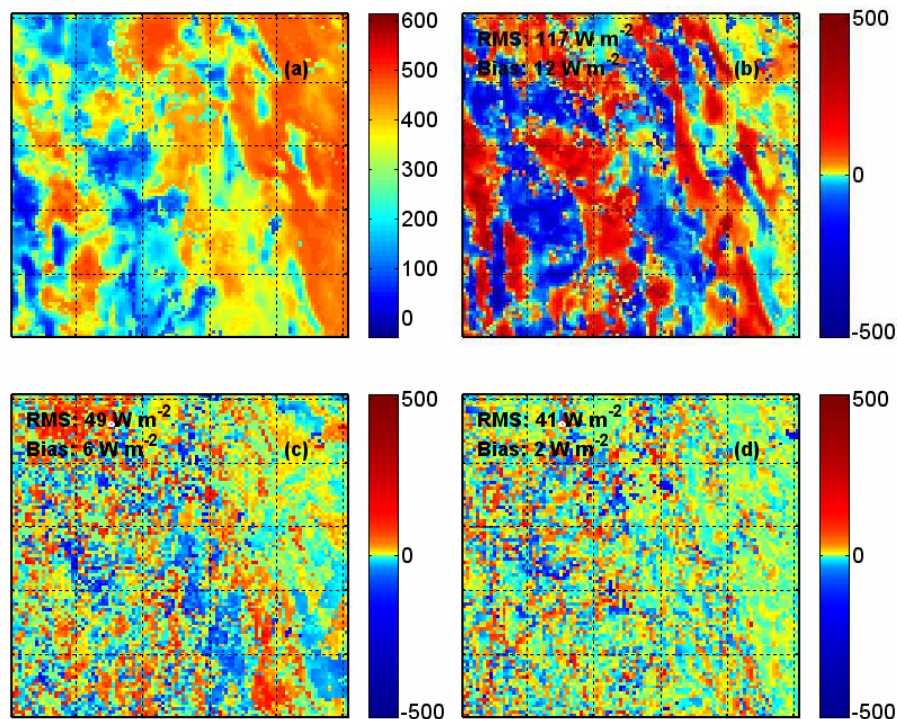 600
500
400
300
200
100
0
(a)
500
0
-500
RMS: 117 W m-2
Bias: 12 W m-2
(b)
500
0
-500
RMS: 49 W m-2
Bias: 6 W m-2
(c)
500
0
-500
RMS: 41 W m-2
Bias: 2 W m-2
(d)